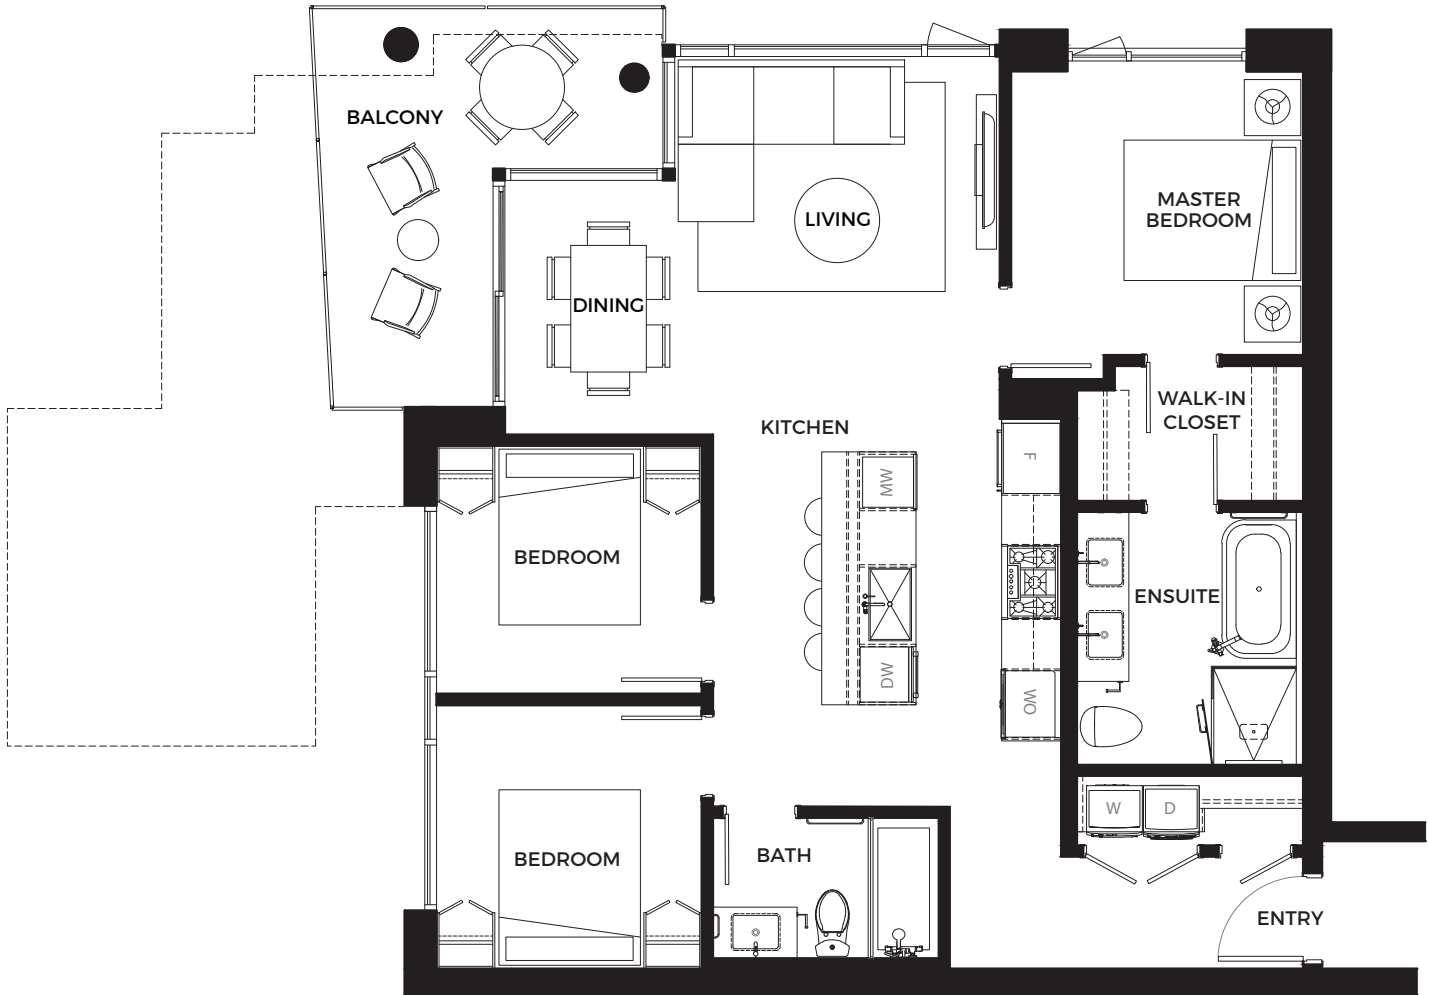 BALCONY
MASTER
BEDROOM
LIVING
DINING
WALK-IN
CLOSET
KITCHEN
F
MW
BEDROOM
ENSUITE
DW
WO
W
D
BEDROOM
BATH
ENTRY